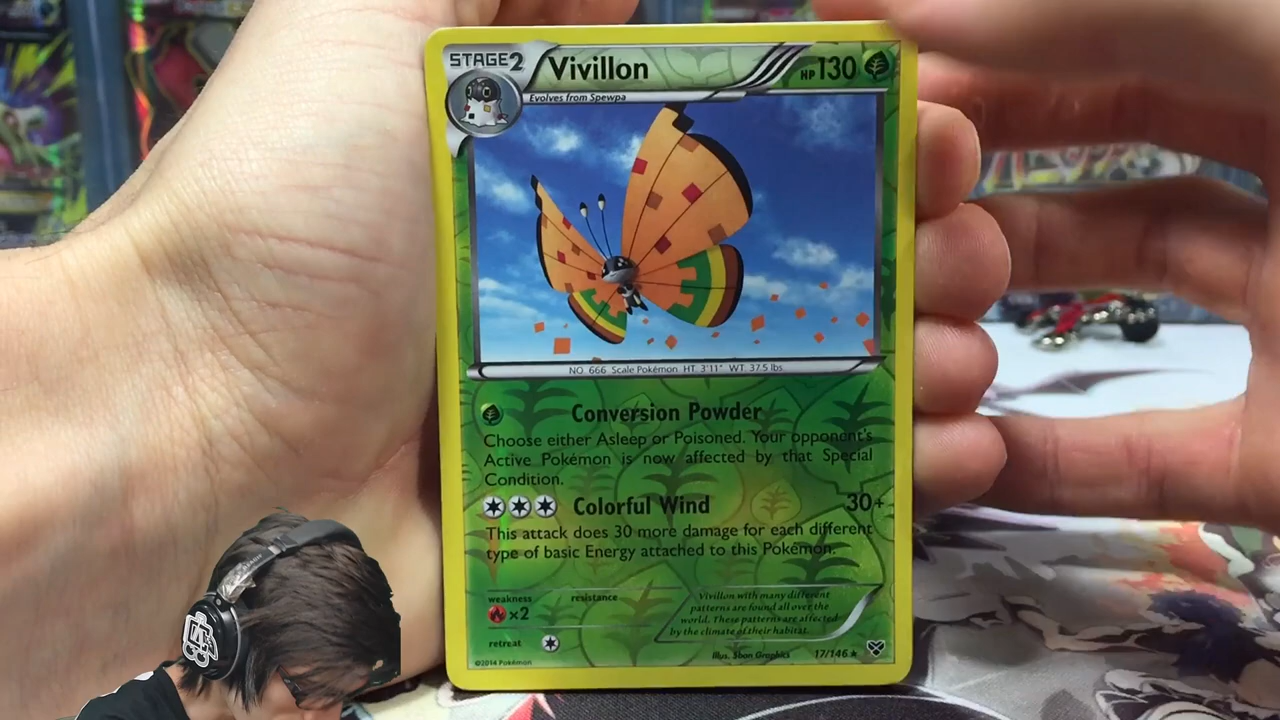 STAGE2 Vivillon HP130
Evolves from Spewpa
NO. 666 Scale Pokémon HT. 3'11" WT. 37.5 lbs.
Conversion Powder
Choose either Asleep or Poisoned. Your opponent's
Active Pokémon is now affected by that Special
Condition.
Colorful Wind 30+
This attack does 30 more damage for each different
type of basic Energy attached to this Pokémon.
weakness resistance
×2
retreat
Vivillon with many different
patterns are found all over the
world. These patterns are affected
by the climate of their habitat.
Illus. 5ban Graphics 17/146★
©2014 Pokémon